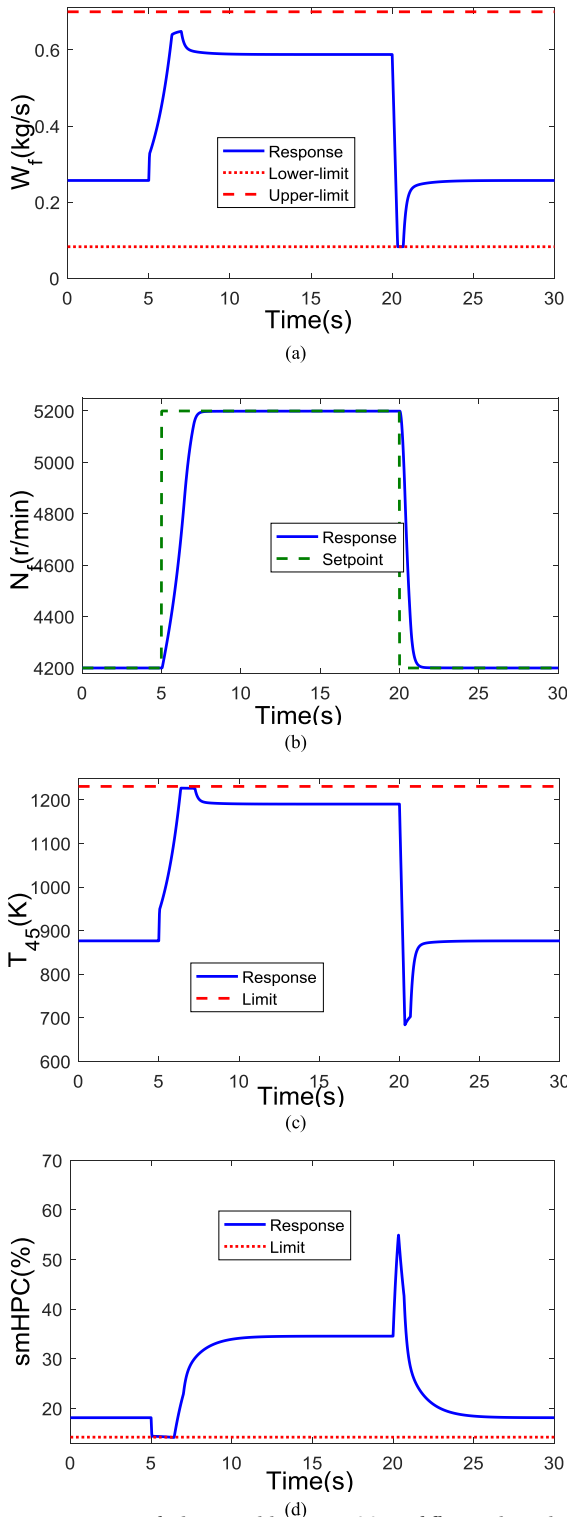 W_f(kg/s)
0.6
0.4
0.2
0
Response
Lower-limit
Upper-limit
0 5 10 15 20 25 30
Time(s)
(a)
N_f(r/min)
5200
5000
4800
4600
4400
4200
Response
Setpoint
0 5 10 15 20 25 30
Time(s)
(b)
T_45(K)
1200
1100
1000
900
800
700
600
Response
Limit
0 5 10 15 20 25 30
Time(s)
(c)
smHPC(%)
70
60
50
40
30
20
Response
Limit
0 5 10 15 20 25 30
Time(s)
(d)